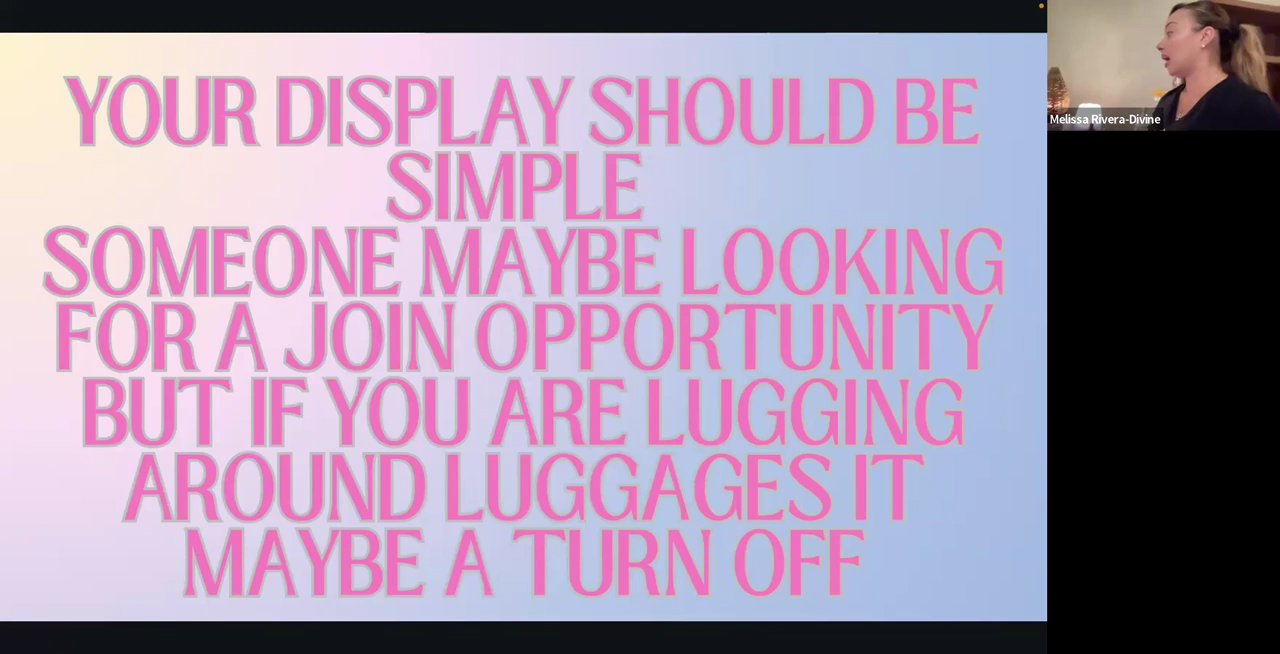 YOUR DISPLAY SHOULD BE
SIMPLE
SOMEONE MAYBE LOOKING
FOR A JOIN OPPORTUNITY
BUT IF YOU ARE LUGGING
AROUND LUGGAGES IT
MAYBE A TURN OFF
Melissa Rivera-Divine